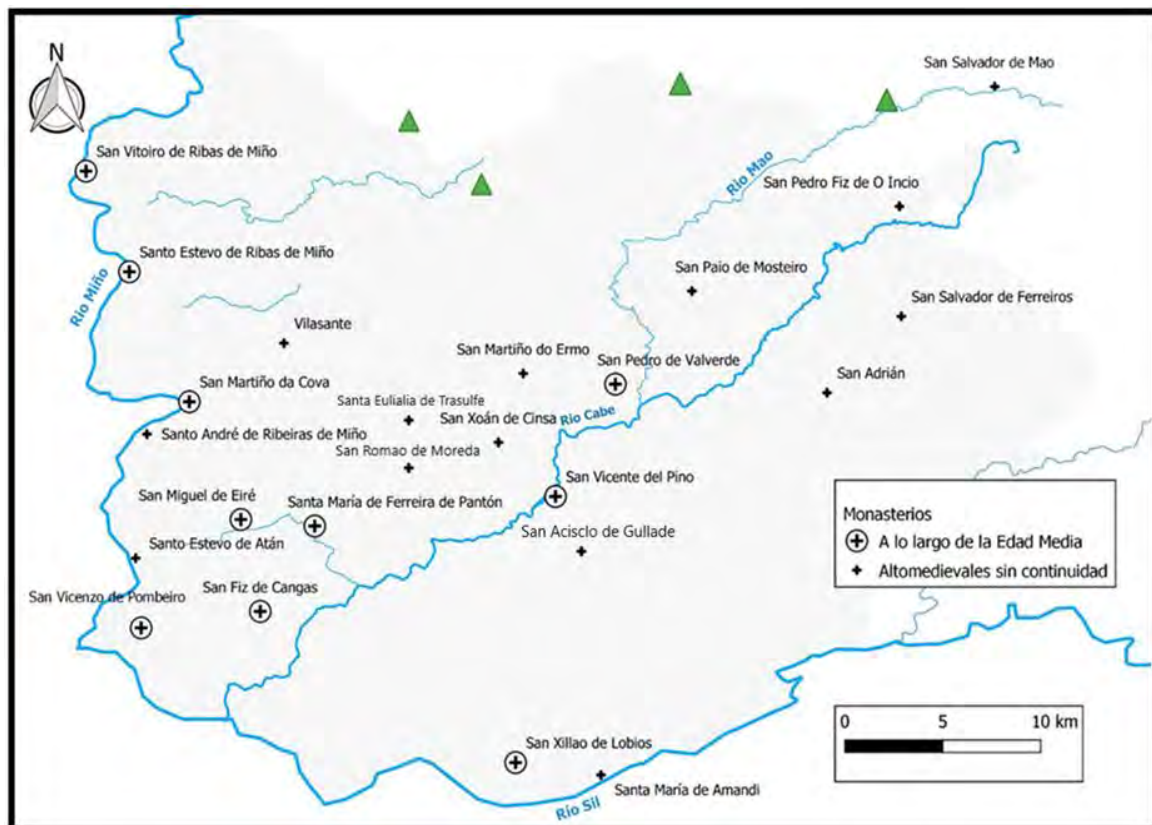 N
San Salvador de Mao
San Vitoiro de Ribas de Miño
Rio Mao
San Pedro Fiz de O Incio
Santo Estevo de Ribas de Miño
San Paio de Mosteiro
Rio Miño
San Salvador de Ferreiros
Vilasante
San Martiño do Ermo
San Pedro de Valverde
San Martiño da Cova
San Adrián
Santa Eulialia de Trasulfe
San Xoán de Cinsa
Rio Cabe
Santo André de Ribeiras de Miño
San Romao de Moreda
San Vicente del Pino
San Miguel de Eiré
Santa María de Ferreira de Pantón
San Acisclo de Gullade
Santo Estevo de Atán
San Fiz de Cangas
San Vicenzo de Pombeiro
Monasterios
A lo largo de la Edad Media
Altomedievales sin continuidad
0 5 10 km
San Xillao de Lobios
Santa María de Amandi
Río Sil